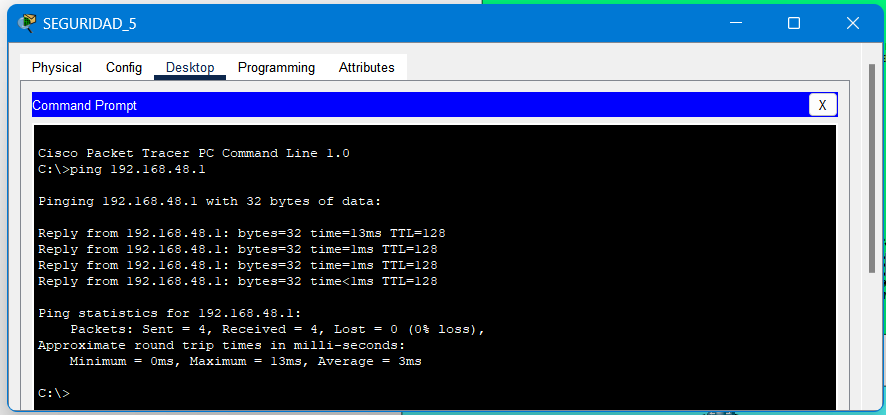 SEGURIDAD_5
Physical Config Desktop Programming Attributes
Command Prompt X
Cisco Packet Tracer PC Command Line 1.0
C:\>ping 192.168.48.1
Pinging 192.168.48.1 with 32 bytes of data:
Reply from 192.168.48.1: bytes=32 time=13ms TTL=128
Reply from 192.168.48.1: bytes=32 time=1ms TTL=128
Reply from 192.168.48.1: bytes=32 time=1ms TTL=128
Reply from 192.168.48.1: bytes=32 time<1ms TTL=128
Ping statistics for 192.168.48.1:
Packets: Sent = 4, Received = 4, Lost = 0 (0% loss),
Approximate round trip times in milli-seconds:
Minimum = 0ms, Maximum = 13ms, Average = 3ms
C:\>